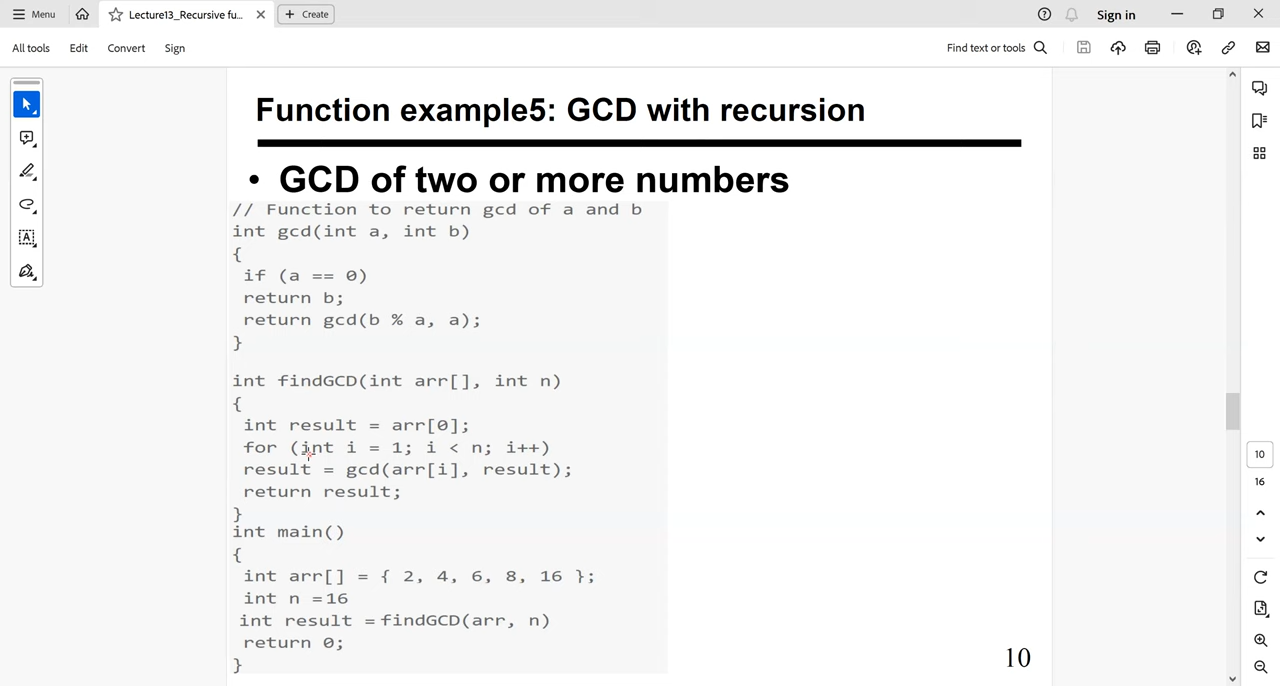 Menu
Lecture13_Recursive fu...
Create
Sign in
All tools
Edit
Convert
Sign
Find text or tools
Function example5: GCD with recursion
• GCD of two or more numbers
// Function to return gcd of a and b
int gcd(int a, int b)
{
if (a == 0)
return b;
return gcd(b % a, a);
}
int findGCD(int arr[], int n)
{
int result = arr[0];
for (int i = 1; i < n; i++)
result = gcd(arr[i], result);
return result;
}
int main()
{
int arr[] = { 2, 4, 6, 8, 16 };
int n =16
int result =findGCD(arr, n)
return 0;
}
10
10
16